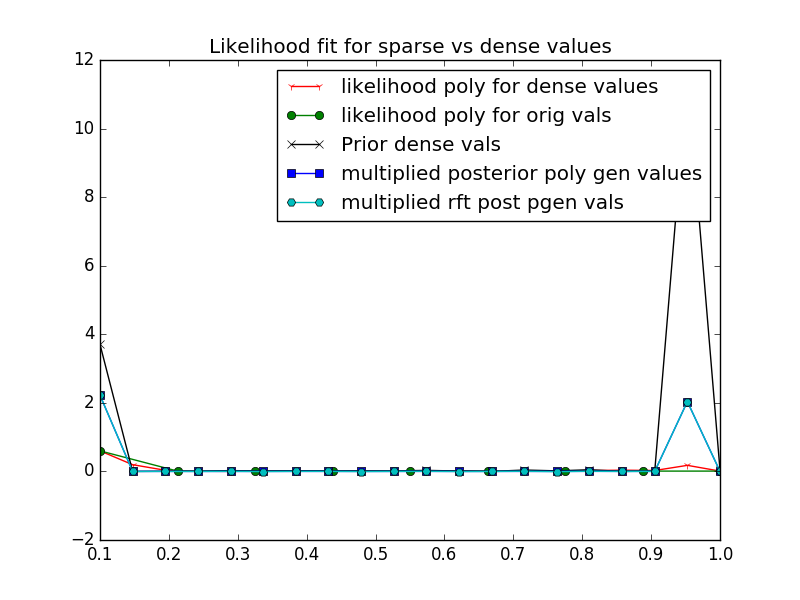 Likelihood fit for sparse vs dense values
12
10
8
6
4
2
0
−2
likelihood poly for dense values
likelihood poly for orig vals
Prior dense vals
multiplied posterior poly gen values
multiplied rft post pgen vals
0.1 0.2 0.3 0.4 0.5 0.6 0.7 0.8 0.9 1.0